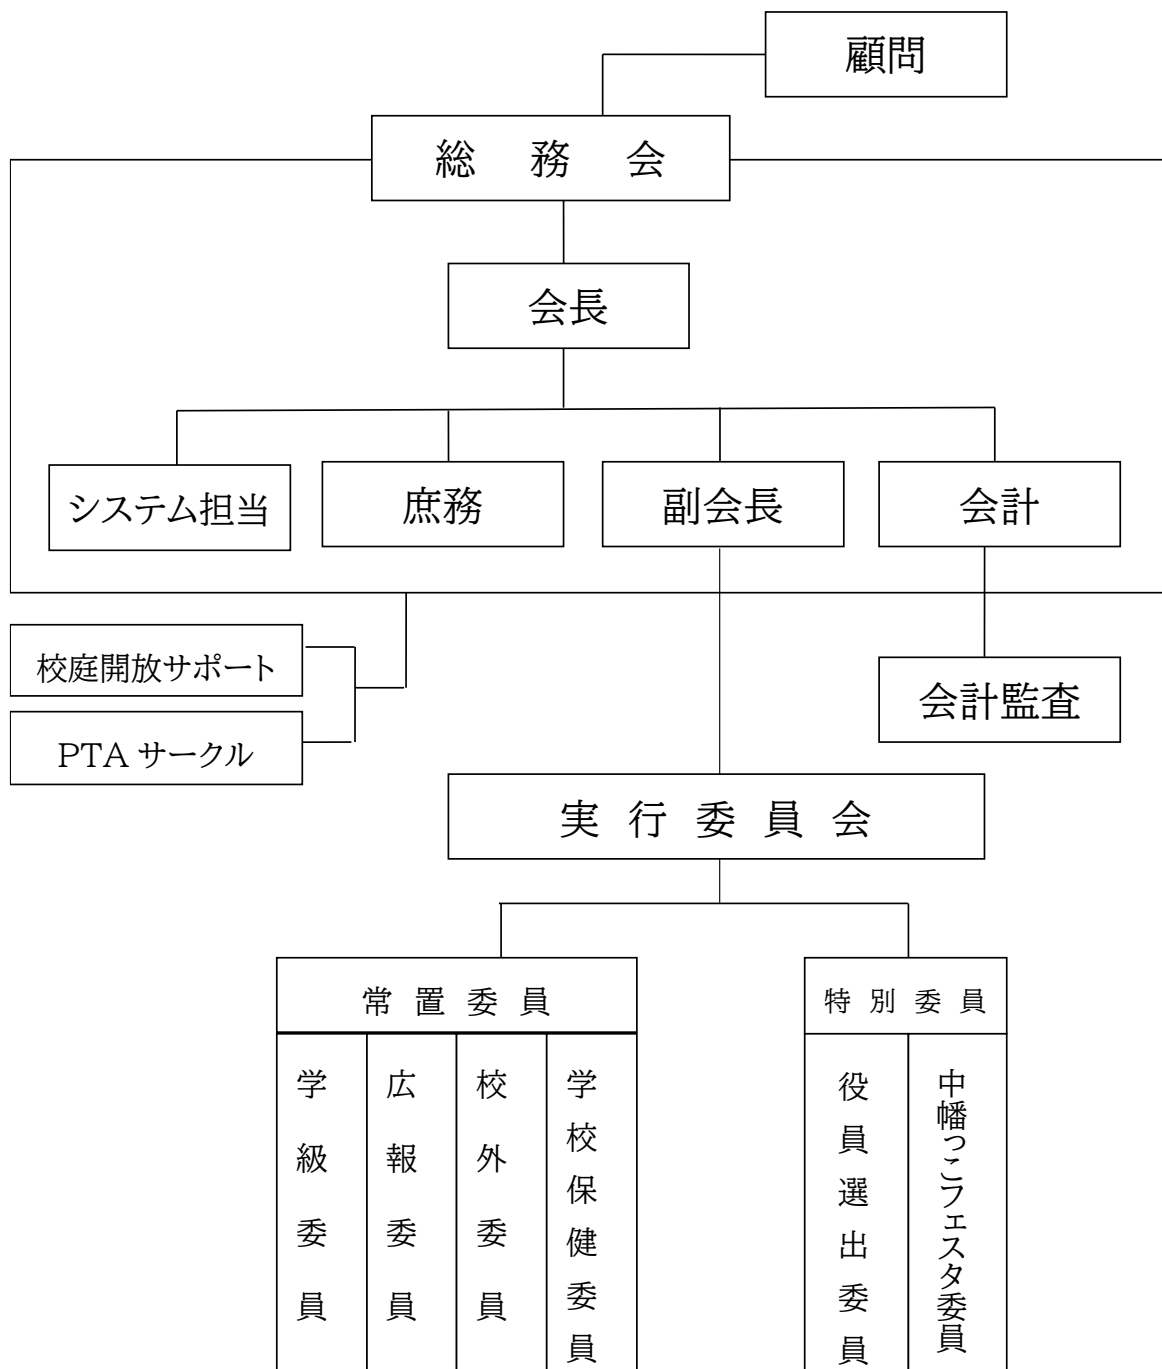 顧問
総務会
会長
システム担当
庶務
副会長
会計
校庭開放サポート
PTA サークル
会計監査
実行委員会
常置委員
学級委員
広報委員
校外委員
学校保健委員
特別委員
役員選出委員
中幡っこフェスタ委員